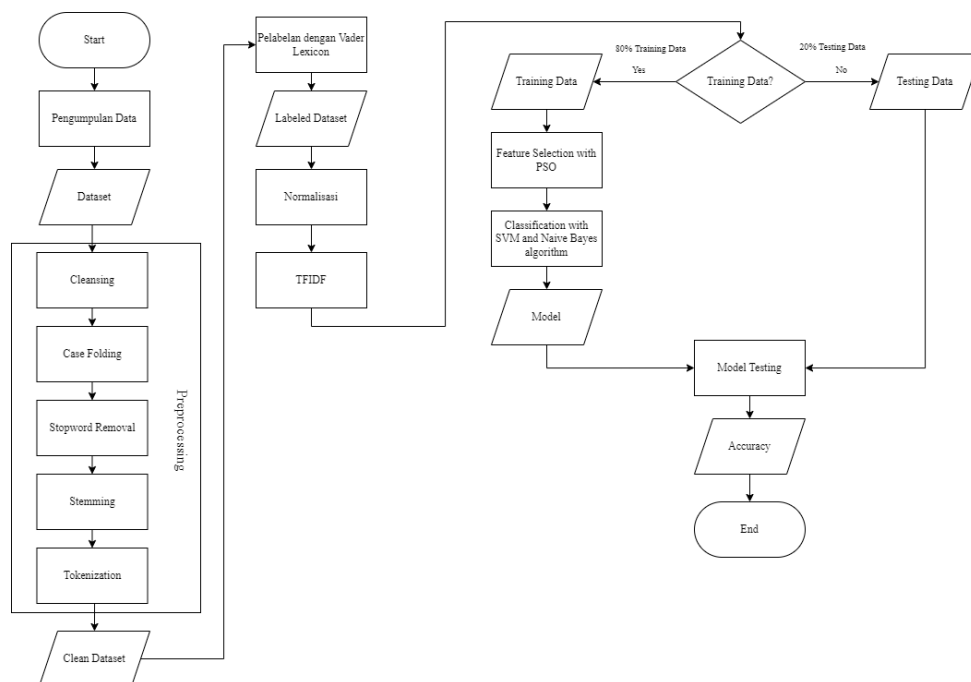 Start
Pengumpulan Data
Dataset
Cleansing
Case Folding
Stopword Removal
Stemming
Tokenization
Preprocessing
Clean Dataset
Pelabelan dengan Vader
Lexicon
Labeled Dataset
Normalisasi
TFIDF
80% Training Data
Yes
Training Data?
20% Testing Data
No
Training Data
Testing Data
Feature Selection with
PSO
Classification with
SVM and Naive Bayes
algorithm
Model
Model Testing
Accuracy
End